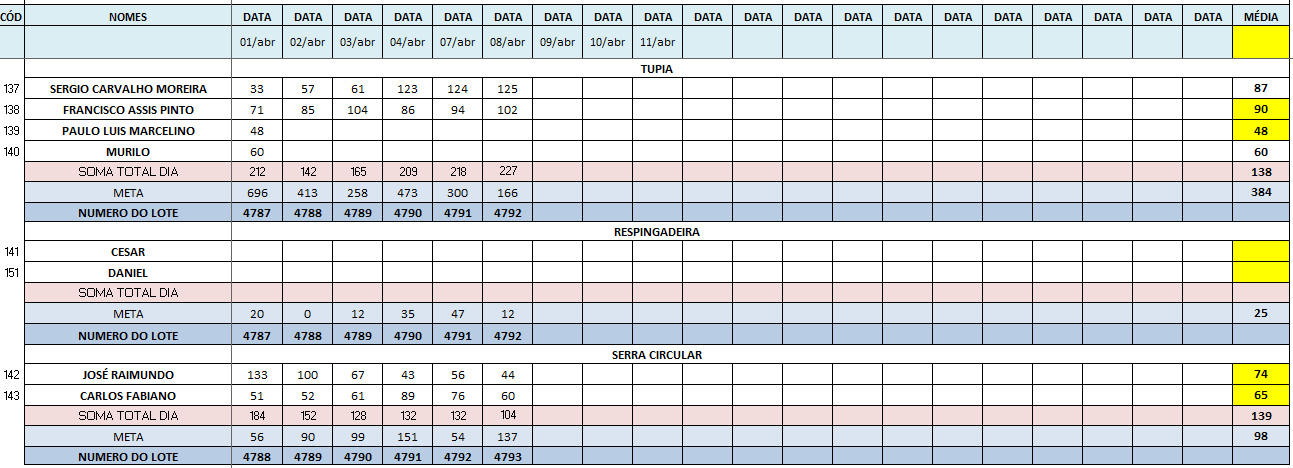 CÓD NOMES DATA DATA DATA DATA DATA DATA DATA DATA DATA DATA DATA DATA DATA DATA DATA DATA DATA DATA DATA DATA MÉDIA
01/abr 02/abr 03/abr 04/abr 07/abr 08/abr 09/abr 10/abr 11/abr
TUPIA
137 SERGIO CARVALHO MOREIRA 33 57 61 123 124 125 87
138 FRANCISCO ASSIS PINTO 71 85 104 86 94 102 90
139 PAULO LUIS MARCELINO 48 48
140 MURILO 60 60
SOMA TOTAL DIA 212 142 165 209 218 227 138
META 696 413 258 473 300 166 384
NUMERO DO LOTE 4787 4788 4789 4790 4791 4792
RESPINGADEIRA
141 CESAR
151 DANIEL
SOMA TOTAL DIA
META 20 0 12 35 47 12 25
NUMERO DO LOTE 4787 4788 4789 4790 4791 4792
SERRA CIRCULAR
142 JOSÉ RAIMUNDO 133 100 67 43 56 44 74
143 CARLOS FABIANO 51 52 61 89 76 60 65
SOMA TOTAL DIA 184 152 128 132 132 104 139
META 56 90 99 151 54 137 98
NUMERO DO LOTE 4788 4789 4790 4791 4792 4793